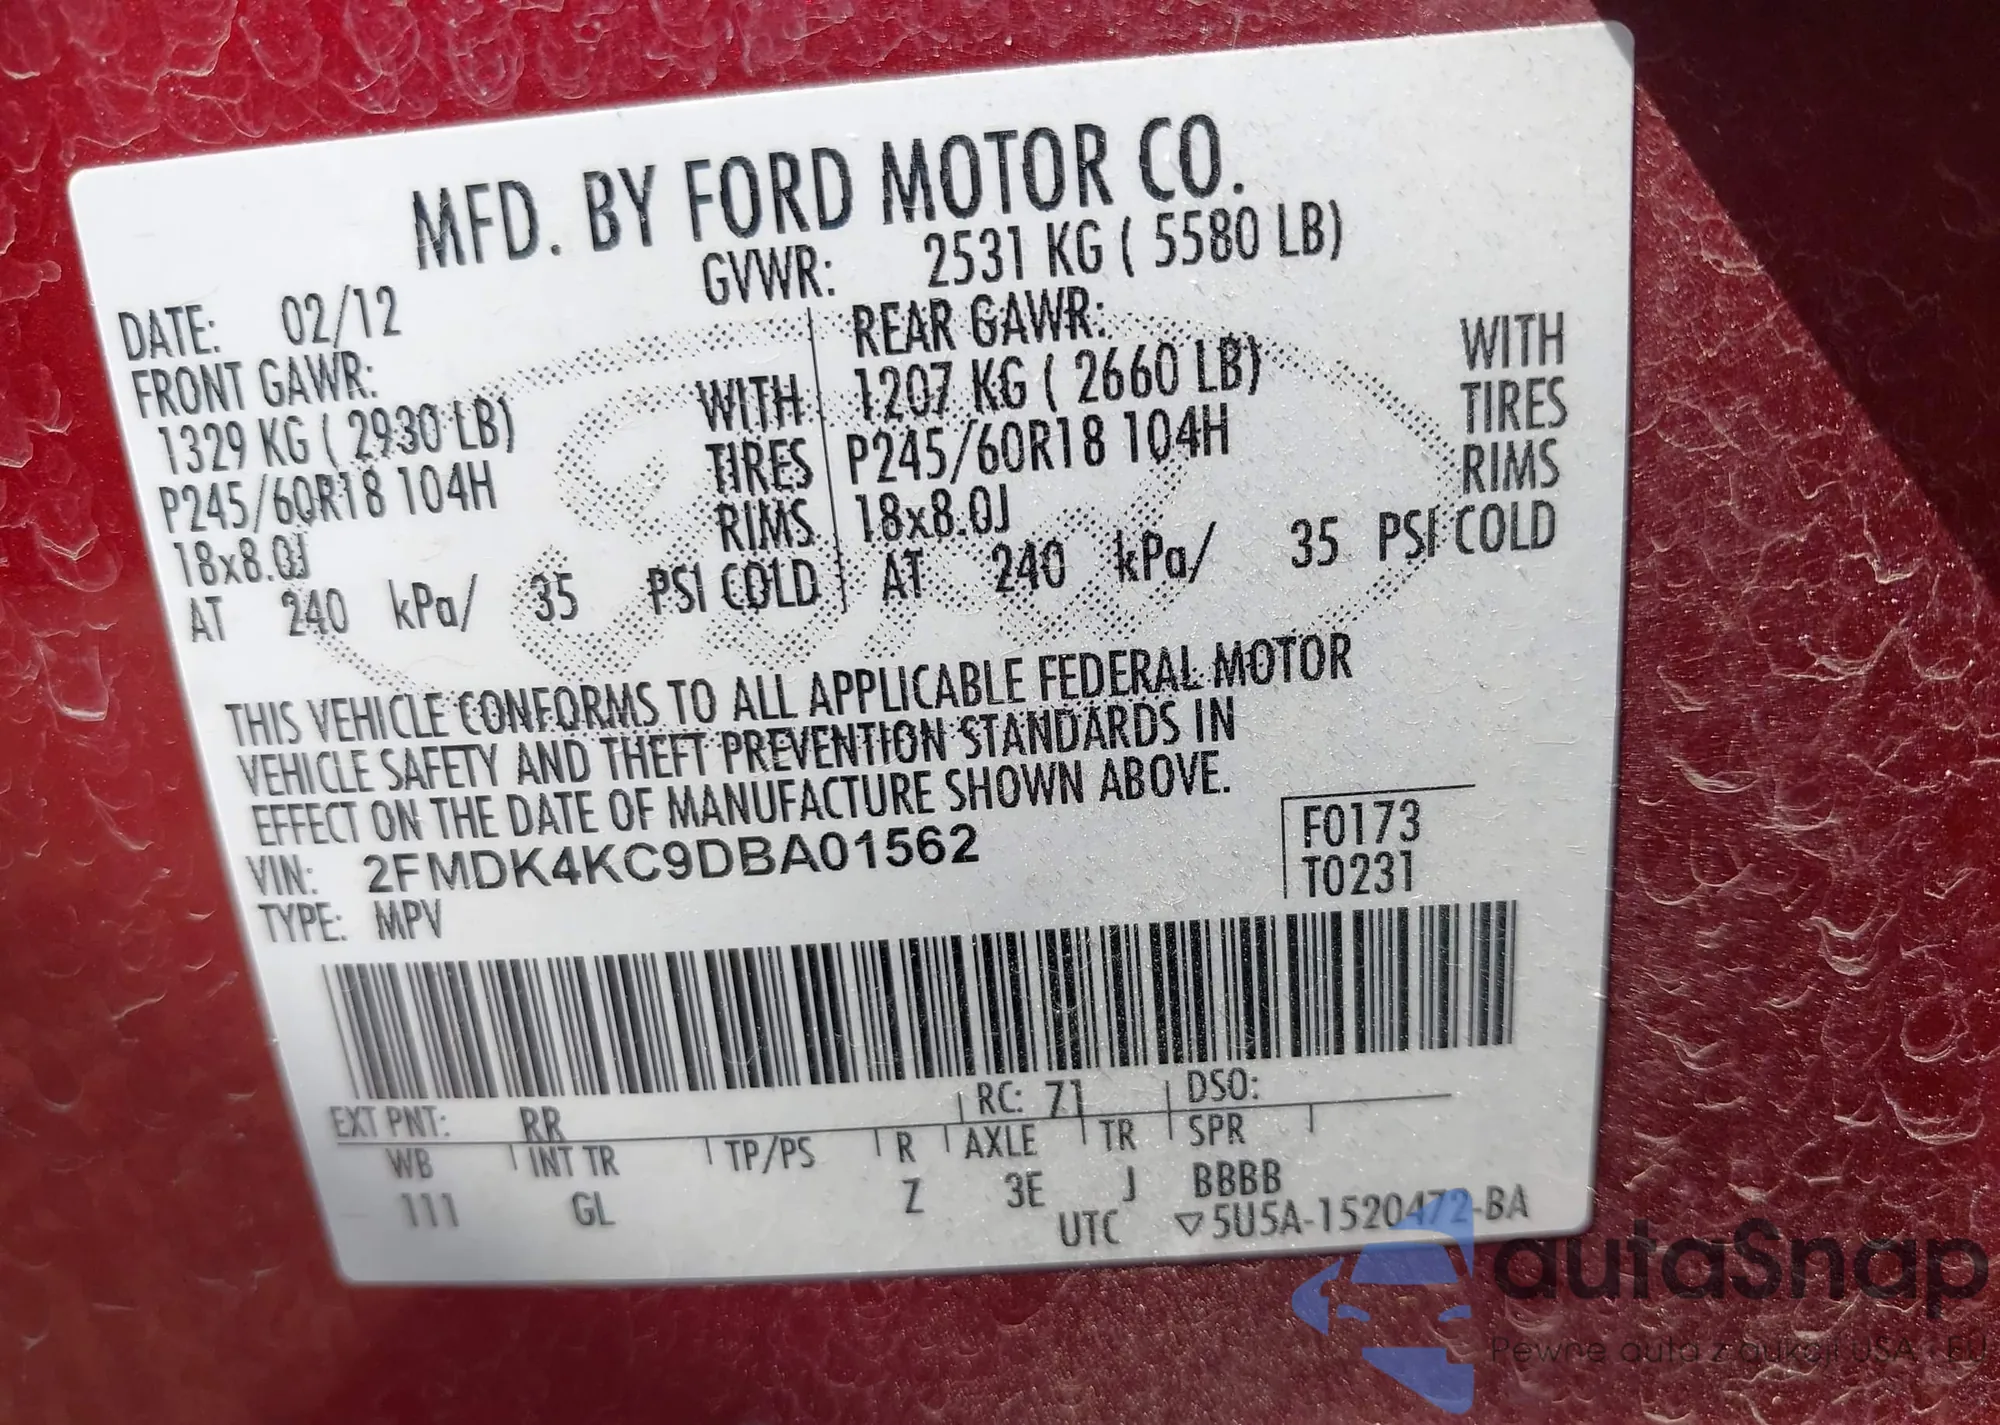 MFD. BY FORD MOTOR CO.
DATE: 02/12 GVWR: 2531 KG ( 5580 LB)
FRONT GAWR: REAR GAWR:
1329 KG ( 2930 LB) WITH 1207 KG ( 2660 LB) WITH
P245/60R18 104H TIRES P245/60R18 104H TIRES
18x8.0J RIMS 18x8.0J RIMS
AT 240 kPa/ 35 PSI COLD AT 240 kPa/ 35 PSI COLD
THIS VEHICLE CONFORMS TO ALL APPLICABLE FEDERAL MOTOR
VEHICLE SAFETY AND THEFT PREVENTION STANDARDS IN
EFFECT ON THE DATE OF MANUFACTURE SHOWN ABOVE.
VIN: 2FMDK4KC9DBA01562 F0173
TYPE: MPV T0231
EXT PNT: RR RC: 71 DSO:
WB INT TR TP/PS R AXLE TR SPR
111 GL Z 3E J BBBB
UTC ▽5U5A-1520472-BA
autaSnap
Pewne auta z aukcji USA - EU